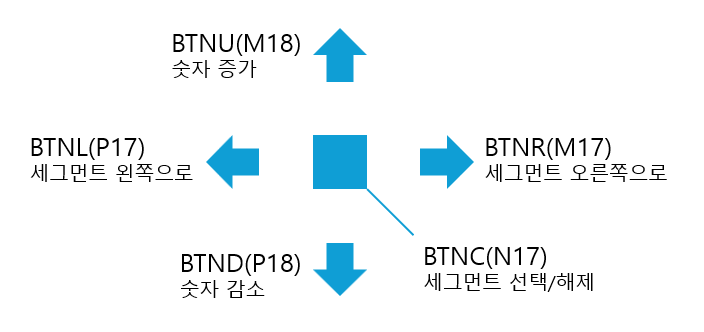 BTNU(M18)
숫자 증가
BTNL(P17)
세그먼트 왼쪽으로
BTNR(M17)
세그먼트 오른쪽으로
BTND(P18)
숫자 감소
BTNC(N17)
세그먼트 선택/해제